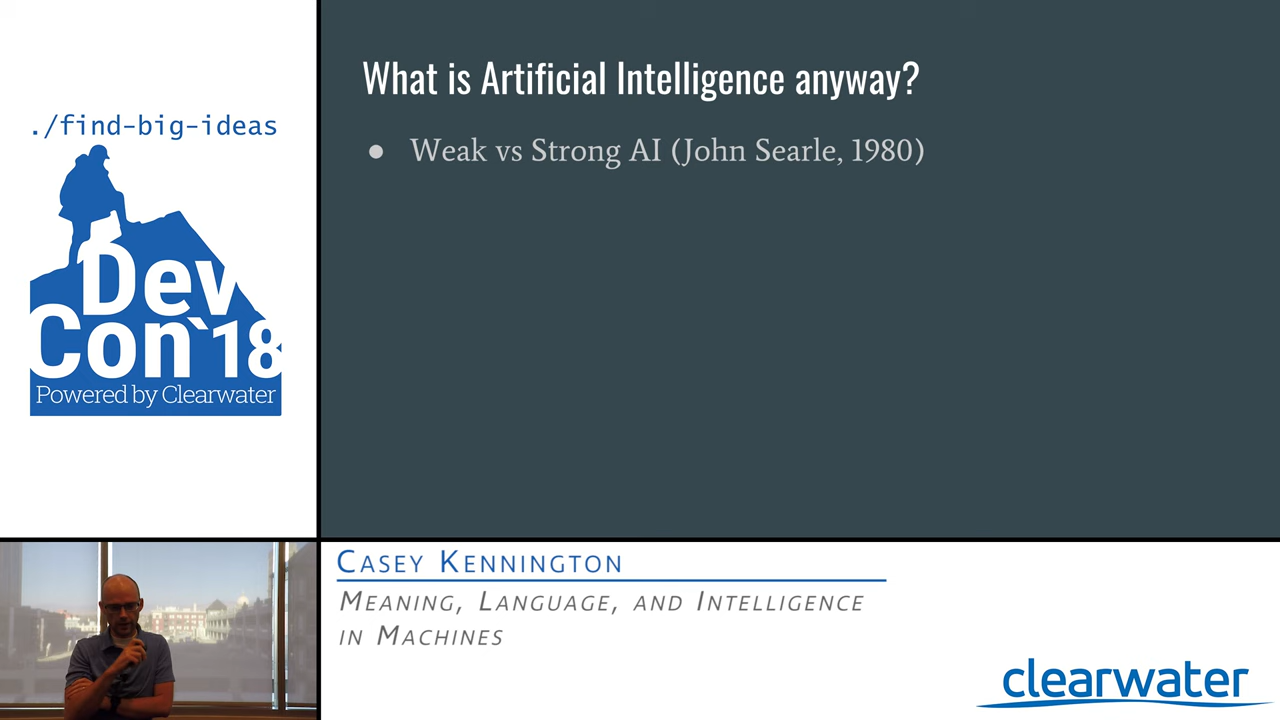 ./find-big-ideas
Dev
Con`18
Powered by Clearwater
What is Artificial Intelligence anyway?
● Weak vs Strong AI (John Searle, 1980)
Casey Kennington
Meaning, Language, and Intelligence
in Machines
clearwater